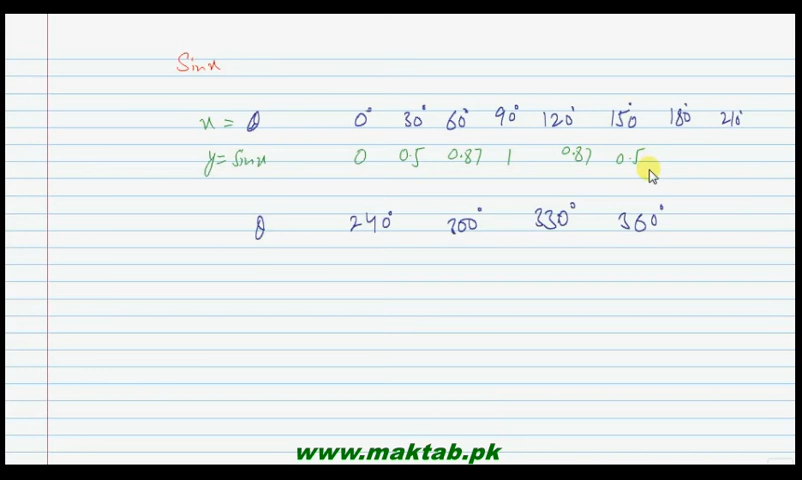 Sinx
x = θ 0° 30° 60° 90° 120° 150° 180° 210°
y = Sinx 0 0.5 0.87 1 0.87 0.5
θ 240° 300° 330° 360°
www.maktab.pk